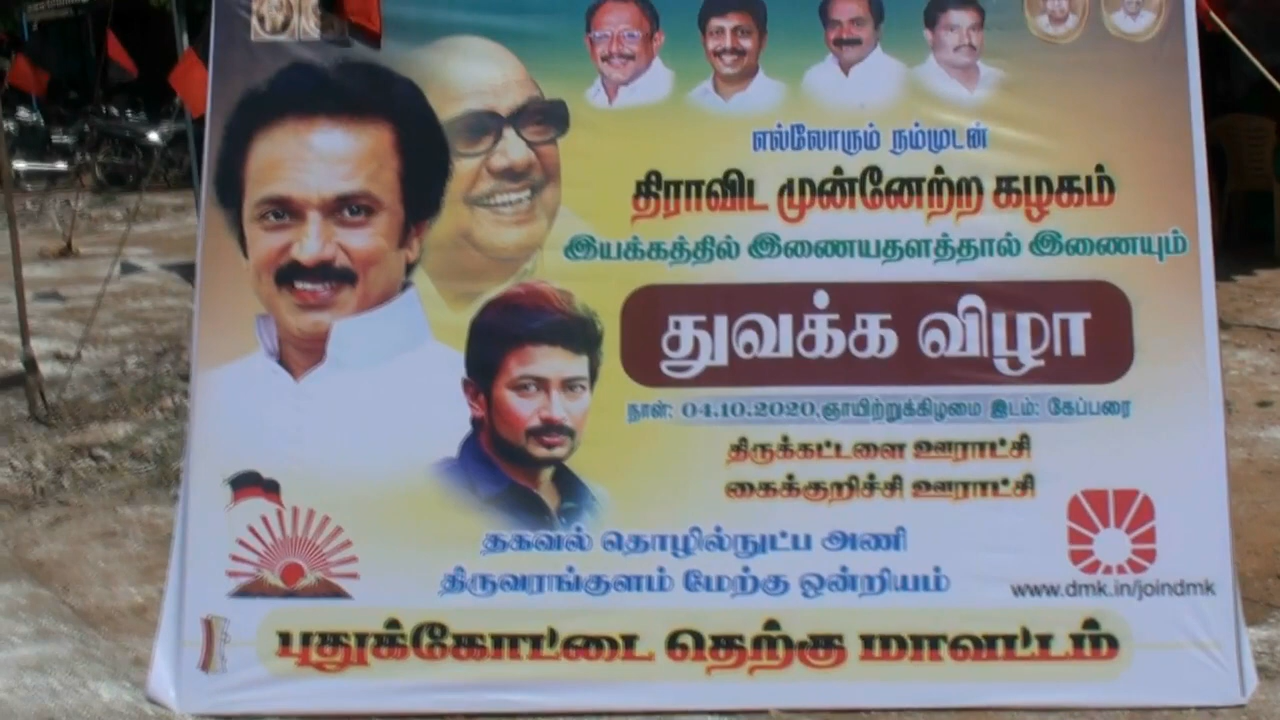 எல்லோரும் நம்முடன்
திராவிட முன்னேற்ற கழகம்
இயக்கத்தில் இணையதளத்தால் இணையும்
துவக்க விழா
நாள்: 04.10.2020,ஞாயிற்றுக்கிழமை இடம்: கேப்பரை
திருக்கட்டளை ஊராட்சி
கைக்குறிச்சி ஊராட்சி
தகவல் தொழில்நுட்ப அணி
திருவரங்குளம் மேற்கு ஒன்றியம்
www.dmk.in/joindmk
புதுக்கோட்டை தெற்கு மாவட்டம்